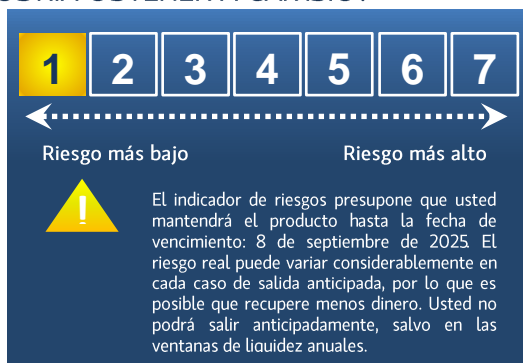 1 2 3 4 5 6 7
Riesgo más bajo Riesgo más alto
!
El indicador de riesgos presupone que usted
mantendrá el producto hasta la fecha de
vencimiento: 8 de septiembre de 2025. El
riesgo real puede variar considerablemente en
cada caso de salida anticipada, por lo que es
posible que recupere menos dinero. Usted no
podrá salir anticipadamente, salvo en las
ventanas de liquidez anuales.